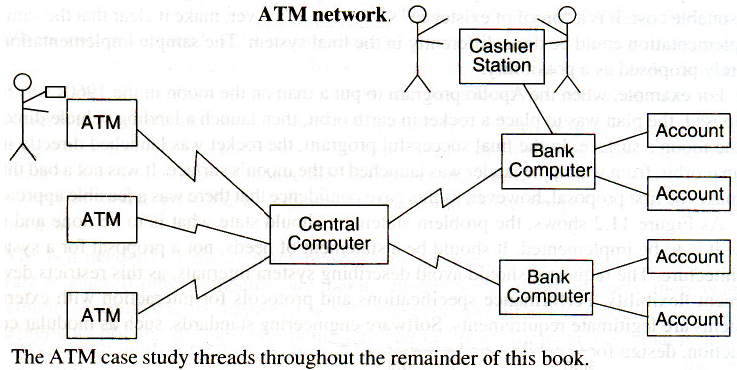 ATM network.
Cashier
Station
ATM
Account
Bank
Computer
Account
ATM
Central
Computer
Account
Bank
Computer
ATM
Account
The ATM case study threads throughout the remainder of this book.